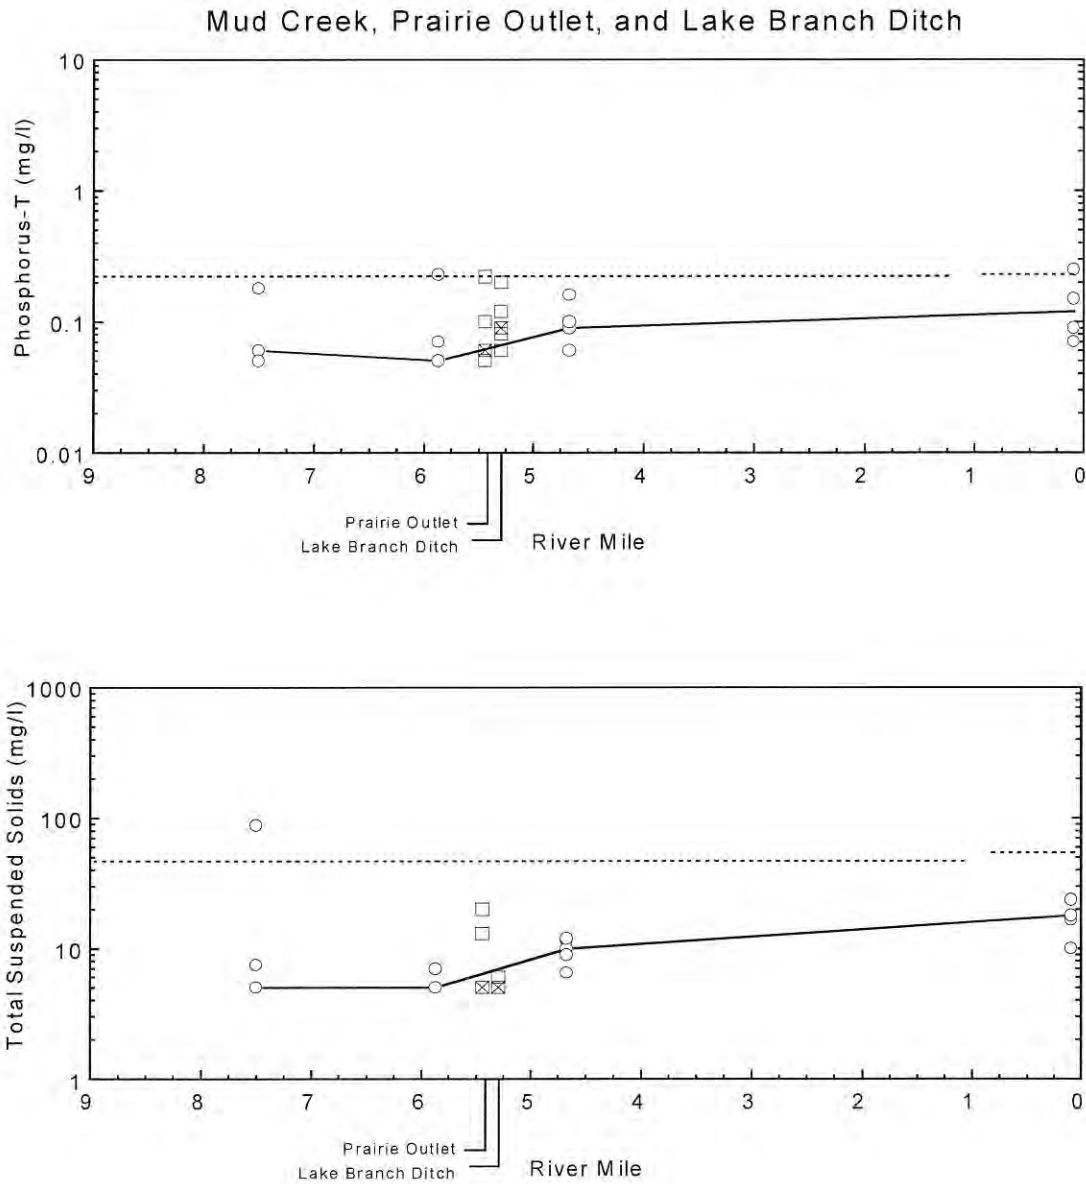 Mud Creek, Prairie Outlet, and Lake Branch Ditch
Phosphorus-T (mg/l)
10
1
0.1
0.01
9 8 7 6 5 4 3 2 1 0
Prairie Outlet
Lake Branch Ditch
River Mile
Total Suspended Solids (mg/l)
1000
100
10
1
9 8 7 6 5 4 3 2 1 0
Prairie Outlet
Lake Branch Ditch
River Mile